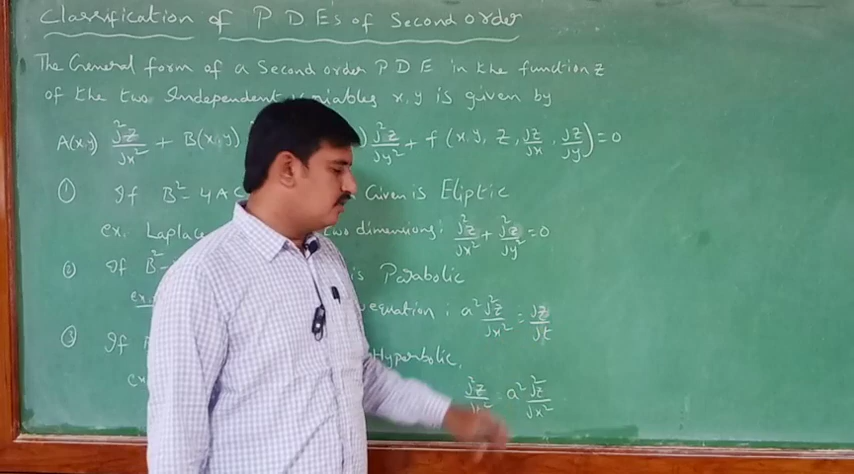 Classification of PDE's of Second order
The General form of a Second order PDE in the function z
of the two Independent variables x, y is given by
A(x,y) ∂²z/∂x² + B(x,y) ) ∂²z/∂y² + f(x,y, z, ∂z/∂x, ∂z/∂y) = 0
① If B² - 4AC Given is Eliptic
ex. Laplace two dimensions: ∂²z/∂x² + ∂²z/∂y² = 0
② If B² - is Parabolic
ex. equation: a² ∂²z/∂x² = ∂z/∂t
③ If Hyperbolic,
ex ∂²z/ a² ∂²z/∂x²